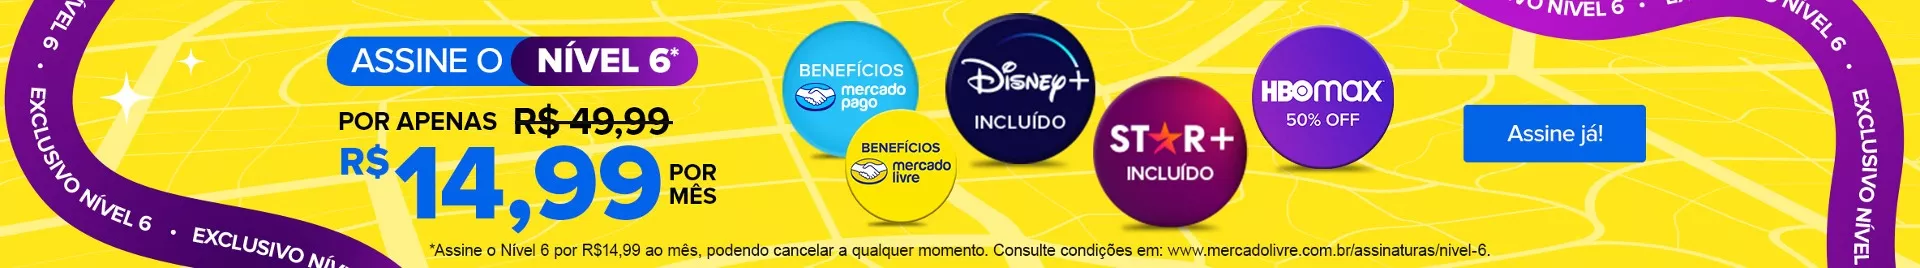 NÍVEL 6
EXCLUSIVO NÍVEL 6 • EXCLUSIVO
ASSINE O NÍVEL 6*
POR APENAS R$ 49,99
R$ 14,99 POR MÊS
BENEFÍCIOS
mercado
pago
BENEFÍCIOS
mercado
livre
Disney+
INCLUÍDO
STAR+
INCLUÍDO
HBOmax
50% OFF
Assine já!
NÍVEL 6 • EXCLUSIVO NÍVEL 6 • EXCLUSIVO NÍVEL
*Assine o Nível 6 por R$14,99 ao mês, podendo cancelar a qualquer momento. Consulte condições em: www.mercadolivre.com.br/assinaturas/nivel-6.